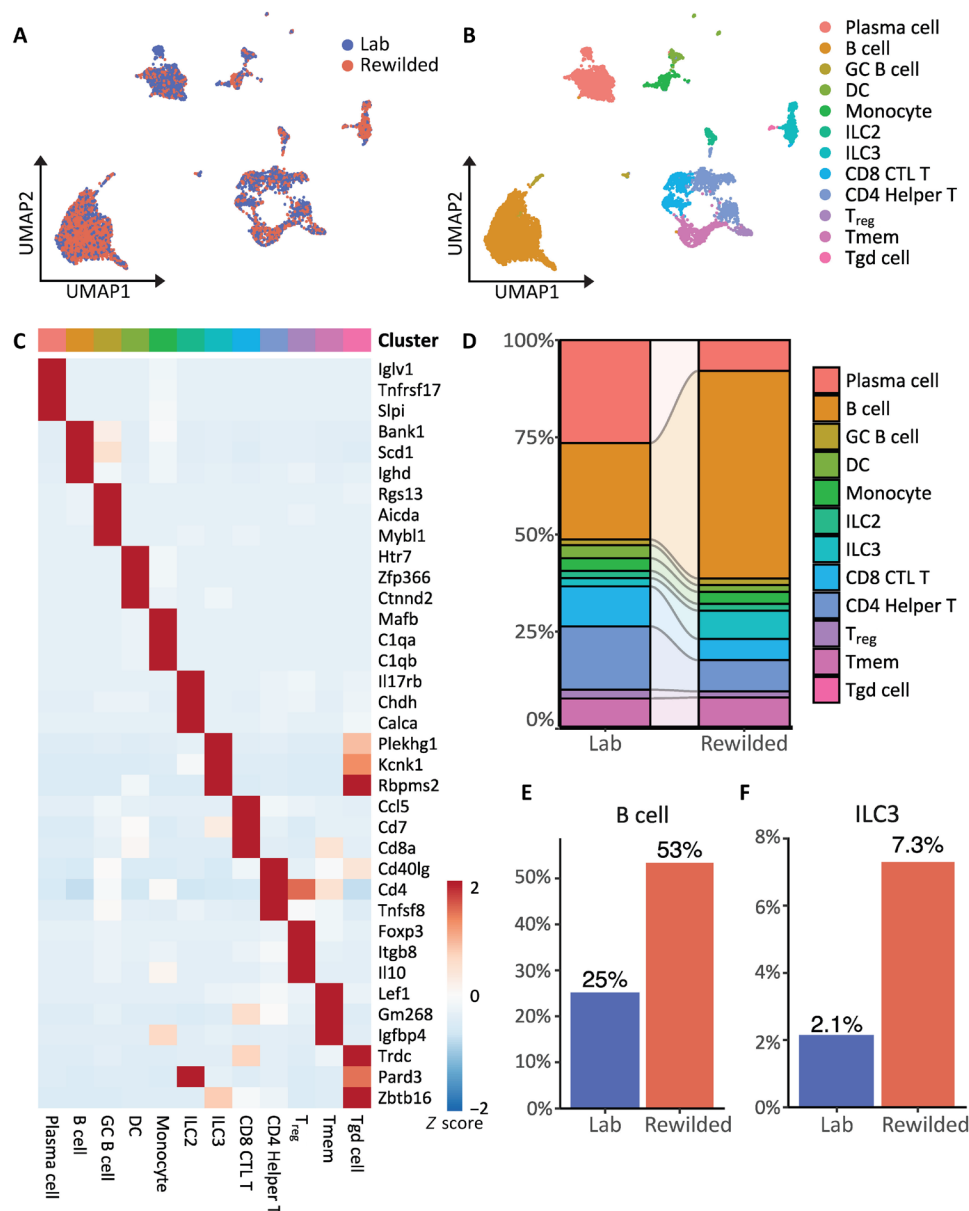 A
Lab
Rewilded
UMAP2
UMAP1
B
Plasma cell
B cell
GC B cell
DC
Monocyte
ILC2
ILC3
CD8 CTL T
CD4 Helper T
Treg
Tmem
Tgd cell
UMAP2
UMAP1
C
Cluster
Iglv1
Tnfrsf17
Slpi
Bank1
Scd1
Ighd
Rgs13
Aicda
Mybl1
Htr7
Zfp366
Ctnnd2
Mafb
C1qa
C1qb
Il17rb
Chdh
Calca
Plekhg1
Kcnk1
Rbpms2
Ccl5
Cd7
Cd8a
Cd40lg
Cd4
Tnfsf8
Foxp3
Itgb8
Il10
Lef1
Gm268
Igfbp4
Trdc
Pard3
Zbtb16
2
0
−2
Z score
Plasma cell
B cell
GC B cell
DC
Monocyte
ILC2
ILC3
CD8 CTL T
CD4 Helper T
Treg
Tmem
Tgd cell
D
100%
75%
50%
25%
0%
Lab
Rewilded
Plasma cell
B cell
GC B cell
DC
Monocyte
ILC2
ILC3
CD8 CTL T
CD4 Helper T
Treg
Tmem
Tgd cell
E
B cell
50%
40%
30%
20%
10%
0%
25%
53%
Lab
Rewilded
F
ILC3
8%
6%
4%
2%
0%
2.1%
7.3%
Lab
Rewilded